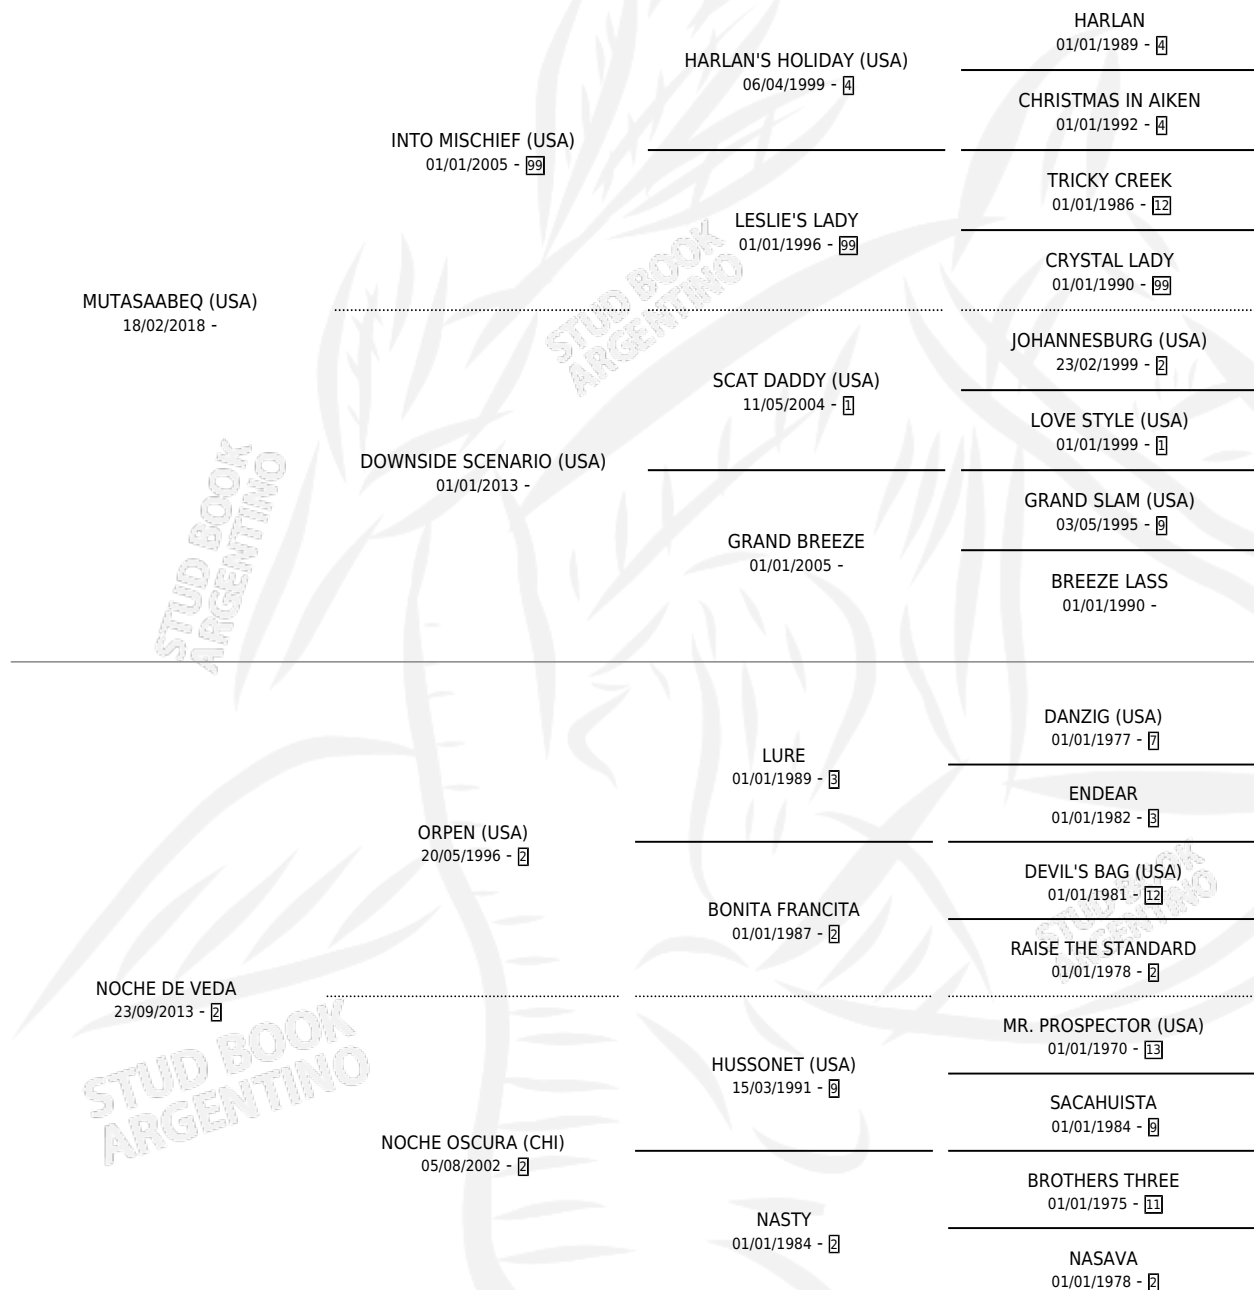 HARLAN
01/01/1989 - 4
HARLAN'S HOLIDAY (USA)
06/04/1999 - 4
CHRISTMAS IN AIKEN
01/01/1992 - 4
INTO MISCHIEF (USA)
01/01/2005 - 99
TRICKY CREEK
01/01/1986 - 12
LESLIE'S LADY
01/01/1996 - 99
CRYSTAL LADY
01/01/1990 - 99
MUTASAABEQ (USA)
18/02/2018 -
JOHANNESBURG (USA)
23/02/1999 - 2
SCAT DADDY (USA)
11/05/2004 - 1
LOVE STYLE (USA)
01/01/1999 - 1
DOWNSIDE SCENARIO (USA)
01/01/2013 -
GRAND SLAM (USA)
03/05/1995 - 9
GRAND BREEZE
01/01/2005 -
BREEZE LASS
01/01/1990 -
DANZIG (USA)
01/01/1977 - 7
LURE
01/01/1989 - 3
ENDEAR
01/01/1982 - 3
ORPEN (USA)
20/05/1996 - 2
DEVIL'S BAG (USA)
01/01/1981 - 12
BONITA FRANCITA
01/01/1987 - 2
RAISE THE STANDARD
01/01/1978 - 2
NOCHE DE VEDA
23/09/2013 - 2
MR. PROSPECTOR (USA)
01/01/1970 - 13
HUSSONET (USA)
15/03/1991 - 9
SACAHUISTA
01/01/1984 - 9
NOCHE OSCURA (CHI)
05/08/2002 - 2
BROTHERS THREE
01/01/1975 - 11
NASTY
01/01/1984 - 2
NASAVA
01/01/1978 - 2
STUD BOOK
ARGENTINO
STUD BOOK
ARGENTINO
STUD BOOK
ARGENTINO
STUD BOOK
ARGENTINO